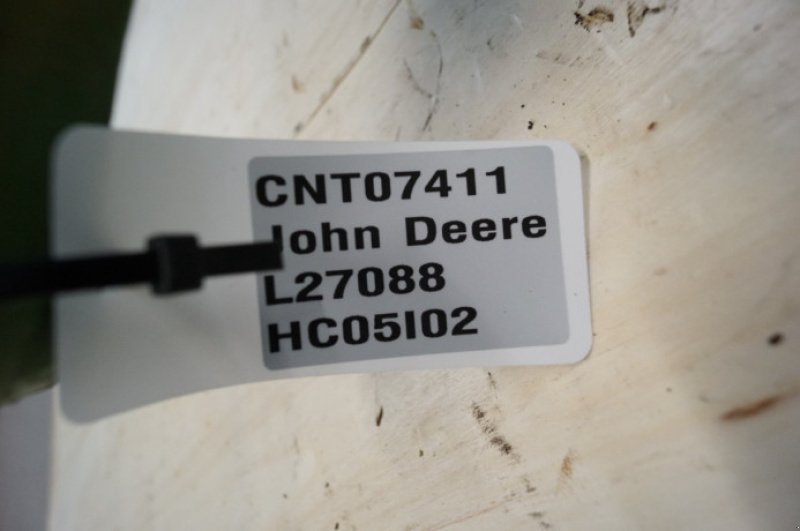 CNT07411
John Deere
L27088
HC05I02